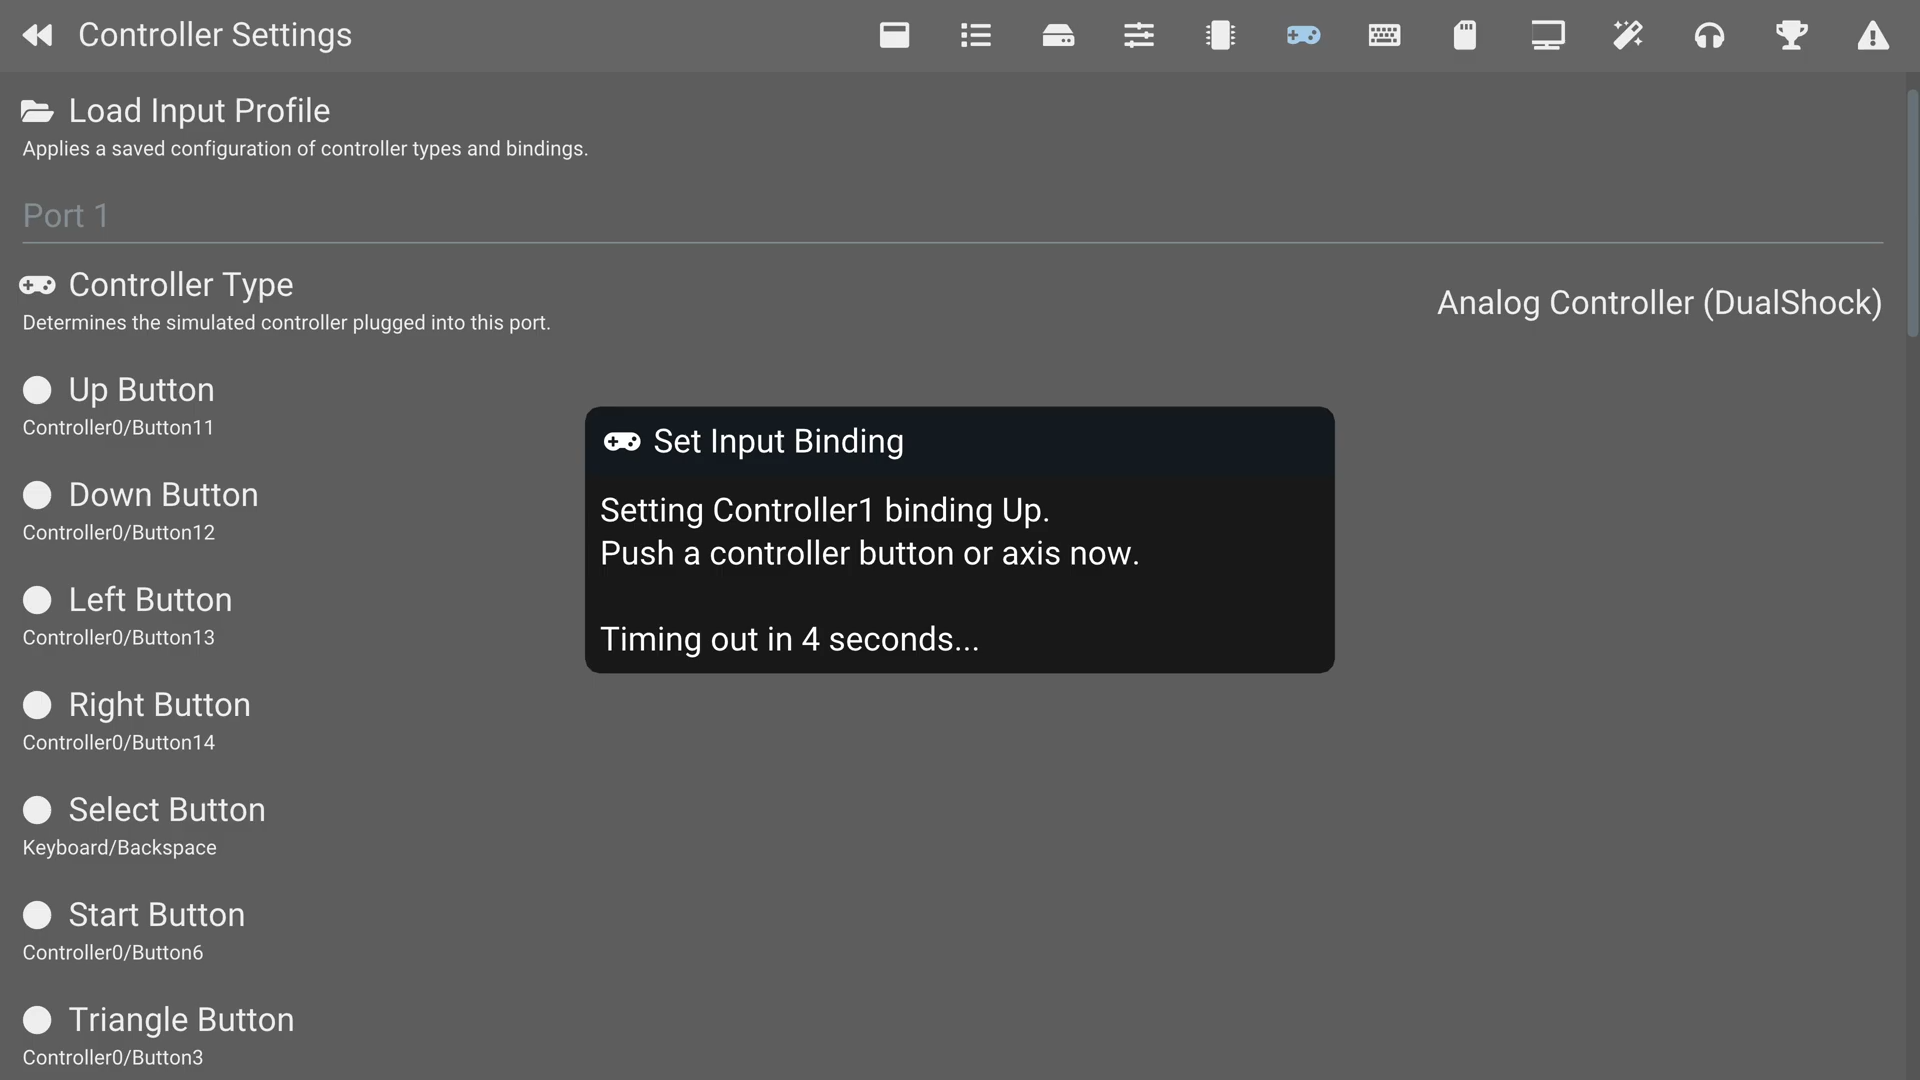 Controller Settings
Load Input Profile
Applies a saved configuration of controller types and bindings.
Port 1
Controller Type
Determines the simulated controller plugged into this port.
Analog Controller (DualShock)
Up Button
Controller0/Button11
Down Button
Controller0/Button12
Left Button
Controller0/Button13
Right Button
Controller0/Button14
Select Button
Keyboard/Backspace
Start Button
Controller0/Button6
Triangle Button
Controller0/Button3
Set Input Binding
Setting Controller1 binding Up.
Push a controller button or axis now.
Timing out in 4 seconds...